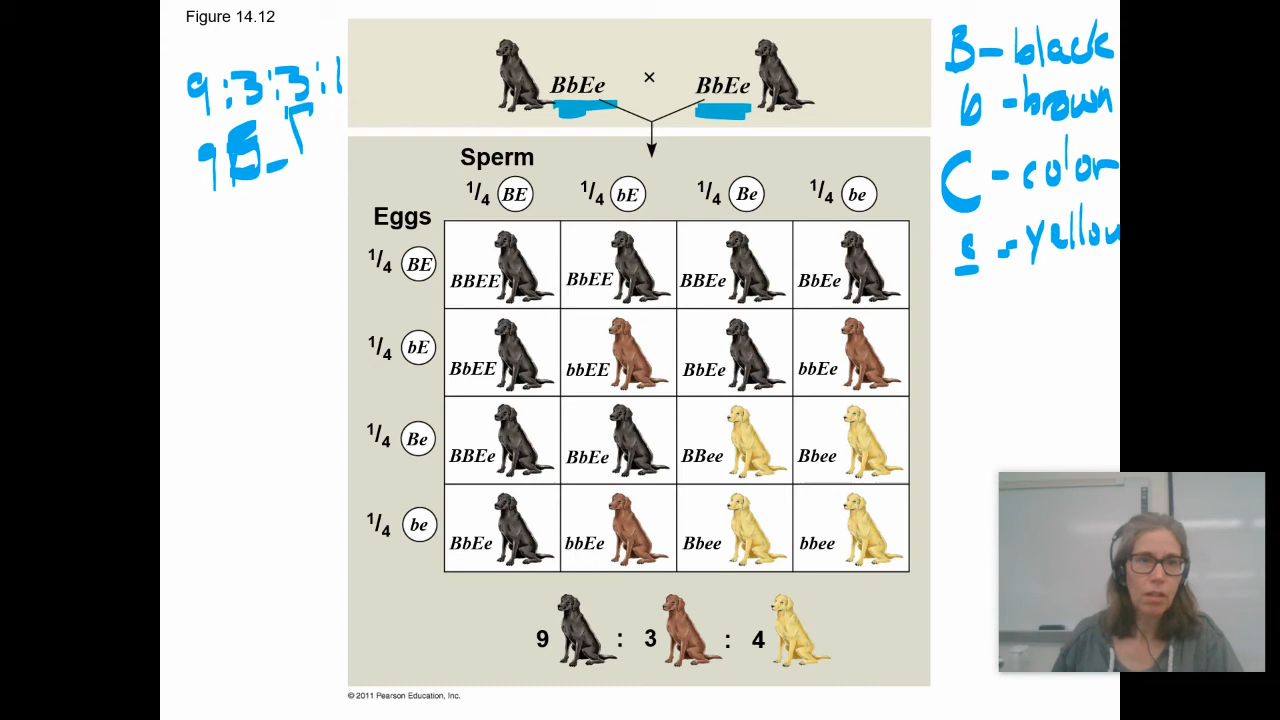 Figure 14.12
9:3:3:1
BbEe × BbEe
B - black
b - brown
C - color
e - yellow
Sperm
1/4 BE 1/4 bE 1/4 Be 1/4 be
Eggs
1/4 BE BBEE BbEE BBEe BbEe
1/4 bE BbEE bbEE BbEe bbEe
1/4 Be BBEe BbEe BBee Bbee
1/4 be BbEe bbEe Bbee bbee
9 : 3 : 4
© 2011 Pearson Education, Inc.